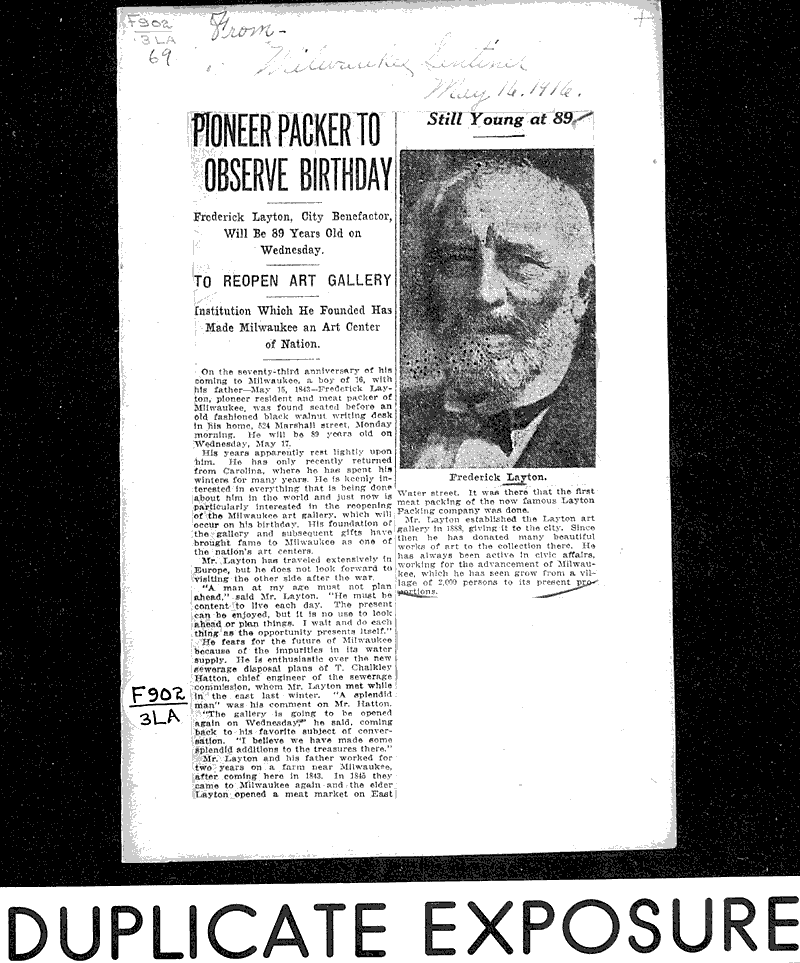 F902
3LA
69
From-
Milwaukee Sentinel
May 16, 1916.
PIONEER PACKER TO
OBSERVE BIRTHDAY
Frederick Layton, City Benefactor,
Will Be 89 Years Old on
Wednesday.
TO REOPEN ART GALLERY
Institution Which He Founded Has
Made Milwaukee an Art Center
of Nation.
On the seventy-third anniversary of his
coming to Milwaukee, a boy of 16, with
his father—May 15, 1843—Frederick Lay-
ton, pioneer resident and meat packer of
Milwaukee, was found seated before an
old fashioned black walnut writing desk
in his home, 524 Marshall street, Monday
morning. He will be 89 years old on
Wednesday, May 17.
His years apparently rest lightly upon
him. He has only recently returned
from Carolina, where he has spent his
winters for many years. He is keenly in-
terested in everything that is being done
about him in the world and just now is
particularly interested in the reopening
of the Milwaukee art gallery, which will
occur on his birthday. His foundation of
the gallery and subsequent gifts have
brought fame to Milwaukee as one of
the nation's art centers.
Mr. Layton has traveled extensively in
Europe, but he does not look forward to
visiting the other side after the war.
"A man at my age must not plan
ahead," said Mr. Layton. "He must be
content to live each day. The present
can be enjoyed, but it is no use to look
ahead or plan things. I wait and do each
thing as the opportunity presents itself."
He fears for the future of Milwaukee
because of the impurities in its water
supply. He is enthusiastic over the new
sewerage disposal plans of T. Chalkley
Hatton, chief engineer of the sewerage
commission, whom Mr. Layton met while
in the east last winter. "A splendid
man" was his comment on Mr. Hatton.
"The gallery is going to be opened
again on Wednesday," he said, coming
back to his favorite subject of conver-
sation. "I believe we have made some
splendid additions to the treasures there."
Mr. Layton and his father worked for
two years on a farm near Milwaukee,
after coming here in 1843. In 1845 they
came to Milwaukee again and the elder
Layton opened a meat market on East
Still Young at 89
Frederick Layton.
Water street. It was there that the first
meat packing of the now famous Layton
Packing company was done.
Mr. Layton established the Layton art
gallery in 1888, giving it to the city. Since
then he has donated many beautiful
works of art to the collection there. He
has always been active in civic affairs,
working for the advancement of Milwau-
kee, which he has seen grow from a vil-
lage of 2,000 persons to its present pro-
portions.
F902
3LA
DUPLICATE EXPOSURE